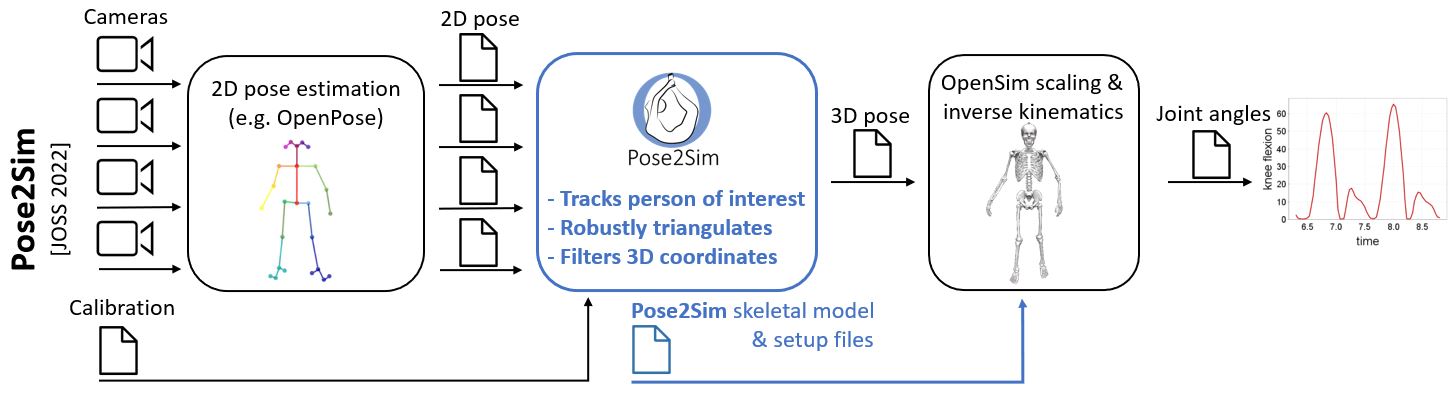 Pose2Sim
[JOSS 2022]
Cameras
2D pose estimation
(e.g. OpenPose)
2D pose
Pose2Sim
- Tracks person of interest
- Robustly triangulates
- Filters 3D coordinates
3D pose
OpenSim scaling &
inverse kinematics
Joint angles
knee flexion
60
50
40
30
20
10
0
6.5 7.0 7.5 8.0 8.5
time
Calibration
Pose2Sim skeletal model
& setup files